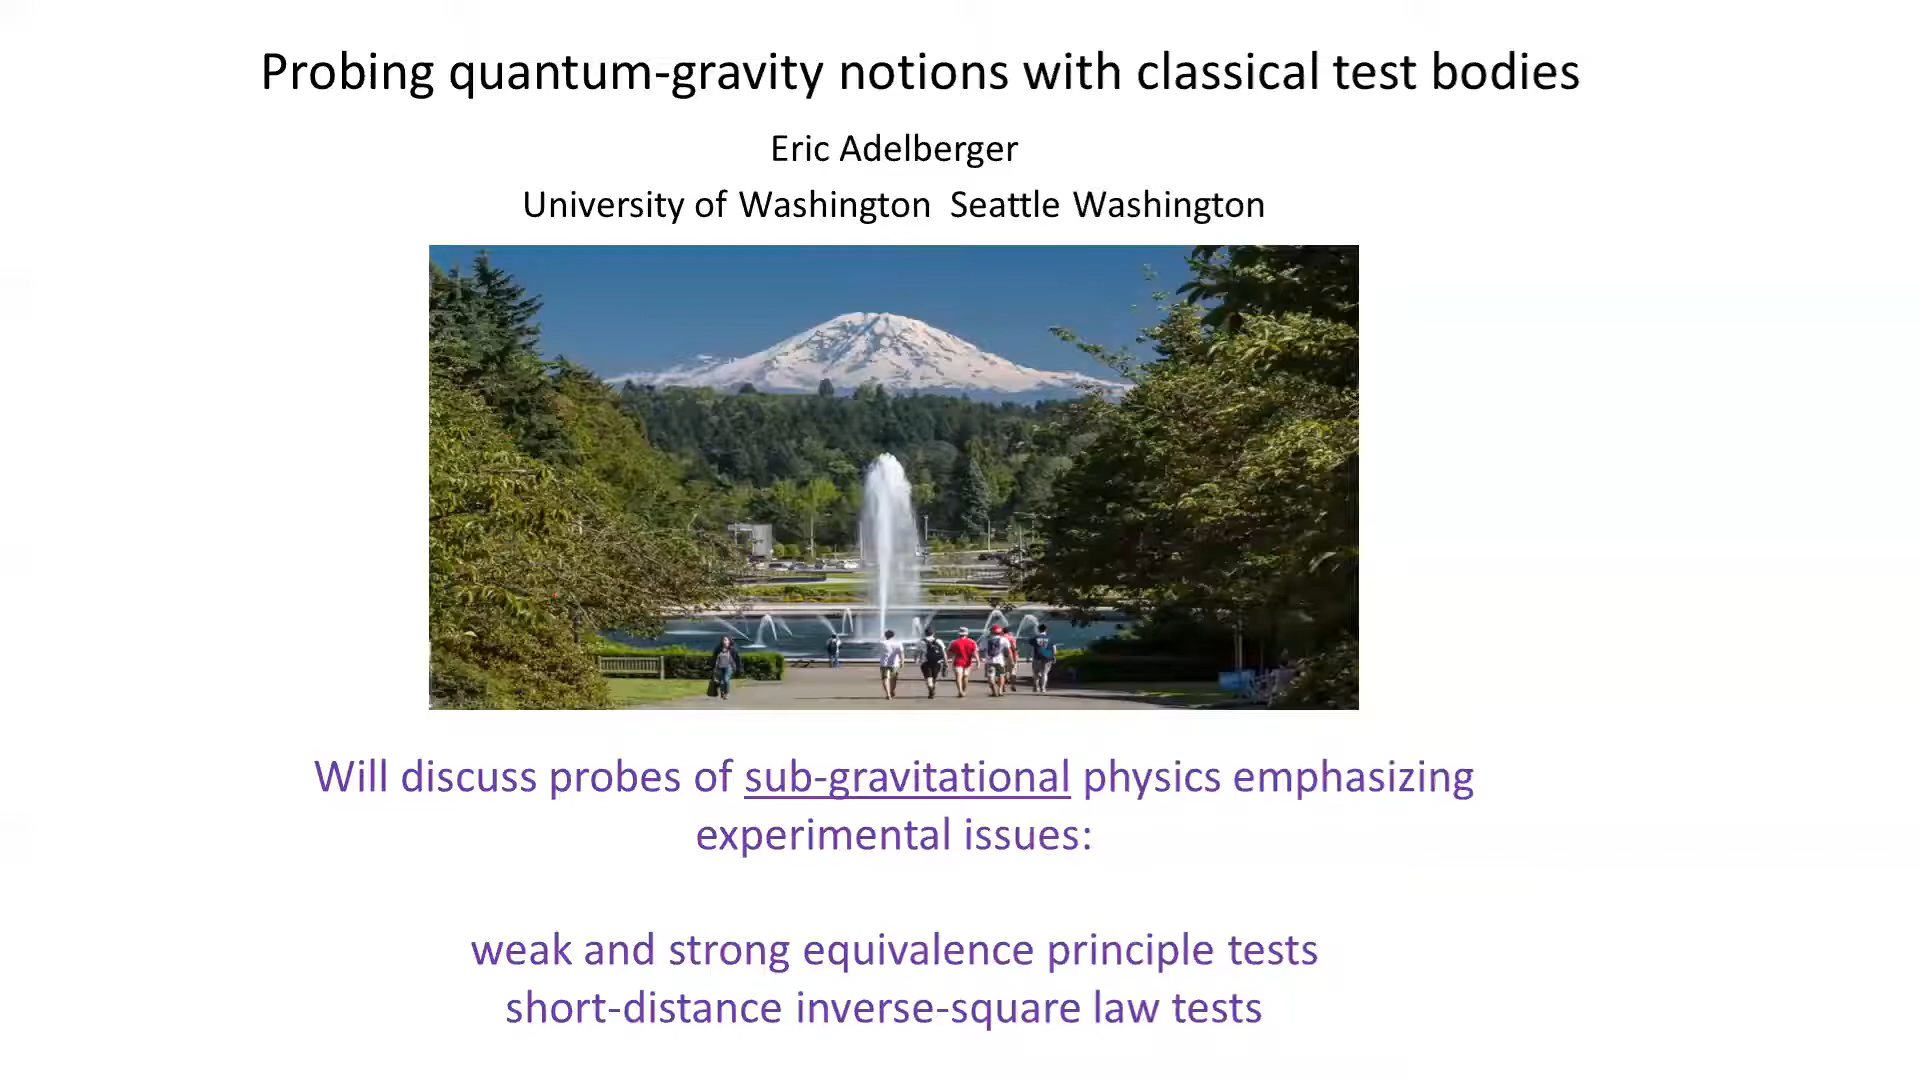 Probing quantum-gravity notions with classical test bodies
Eric Adelberger
University of Washington  Seattle Washington
Will discuss probes of sub-gravitational physics emphasizing
experimental issues:
weak and strong equivalence principle tests
short-distance inverse-square law tests